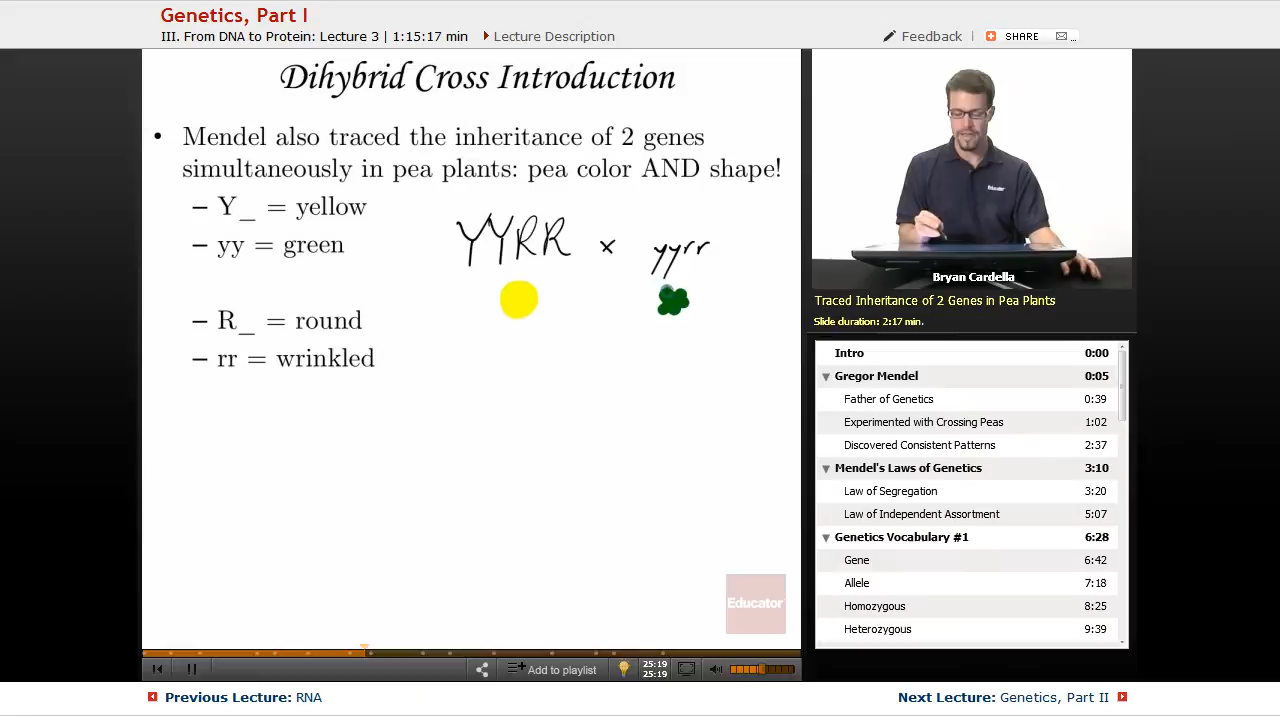 Genetics, Part I
III. From DNA to Protein: Lecture 3 | 1:15:17 min
Lecture Description
Feedback
SHARE
Dihybrid Cross Introduction
• Mendel also traced the inheritance of 2 genes
simultaneously in pea plants: pea color AND shape!
– Y_ = yellow
– yy = green
– R_ = round
– rr = wrinkled
YYRR × yyrr
Educator
Educator
Bryan Cardella
Traced Inheritance of 2 Genes in Pea Plants
Slide duration: 2:17 min.
Intro 0:00
Gregor Mendel 0:05
Father of Genetics 0:39
Experimented with Crossing Peas 1:02
Discovered Consistent Patterns 2:37
Mendel's Laws of Genetics 3:10
Law of Segregation 3:20
Law of Independent Assortment 5:07
Genetics Vocabulary #1 6:28
Gene 6:42
Allele 7:18
Homozygous 8:25
Heterozygous 9:39
Add to playlist
25:19
25:19
Previous Lecture: RNA
Next Lecture: Genetics, Part II